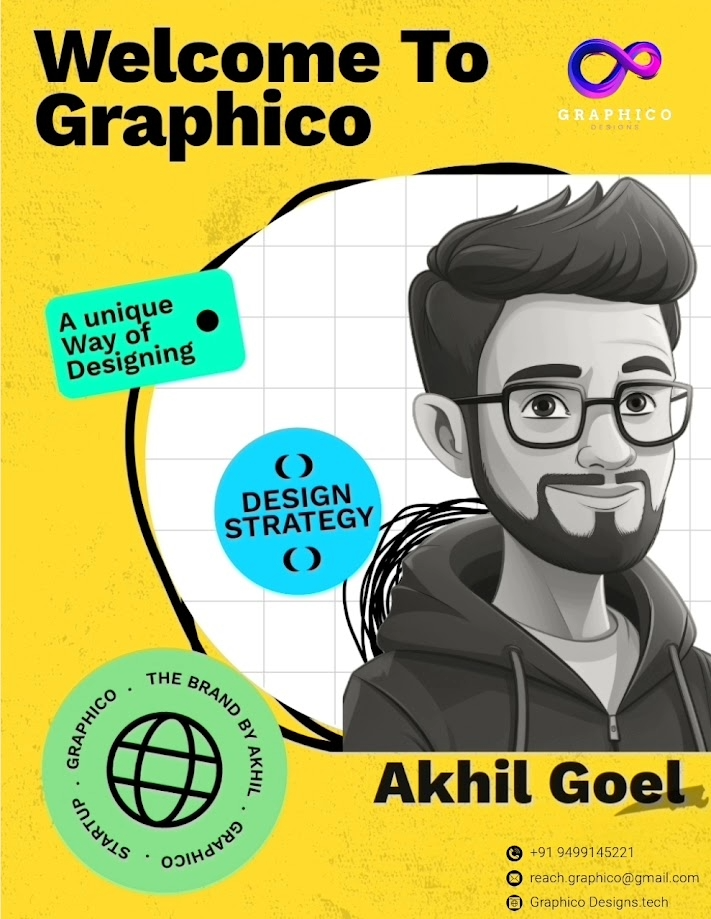 Welcome To
Graphico
GRAPHICO
DESIGNS
A unique
Way of
Designing
DESIGN
STRATEGY
THE BRAND BY AKHIL · GRAPHICO · STARTUP · GRAPHICO ·
Akhil Goel
+91 9499145221
reach.graphico@gmail.com
Graphico Designs.tech